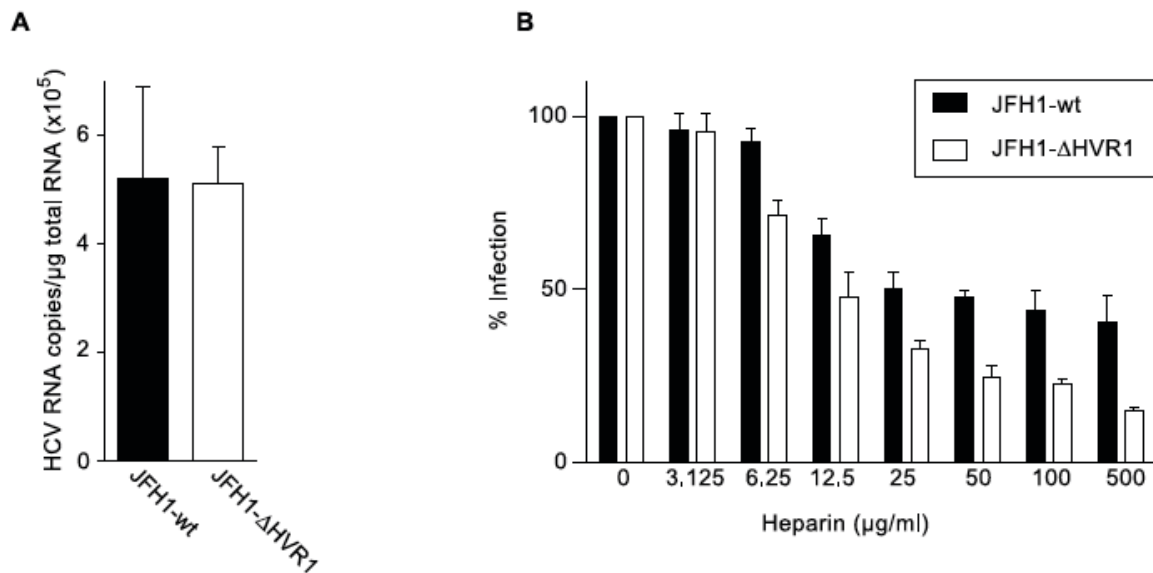 A
HCV RNA copies/µg total RNA (x10⁵)
6
4
2
0
JFH1-wt
JFH1-ΔHVR1
B
JFH1-wt
JFH1-ΔHVR1
% Infection
100
50
0
0 3,125 6,25 12,5 25 50 100 500
Heparin (µg/ml)